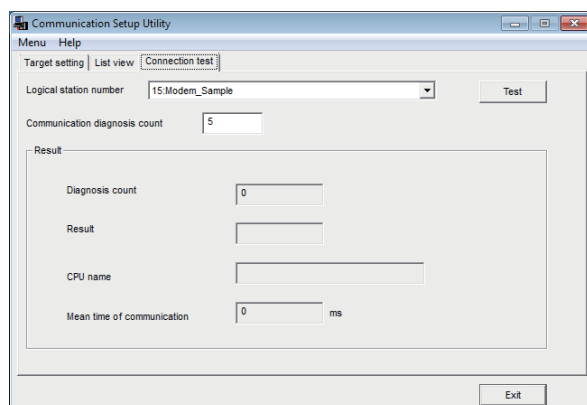 Communication Setup Utility
Menu Help
Target setting List view Connection test
Logical station number 15:Modem_Sample Test
Communication diagnosis count 5
Result
Diagnosis count 0
Result
CPU name
Mean time of communication 0 ms
Exit